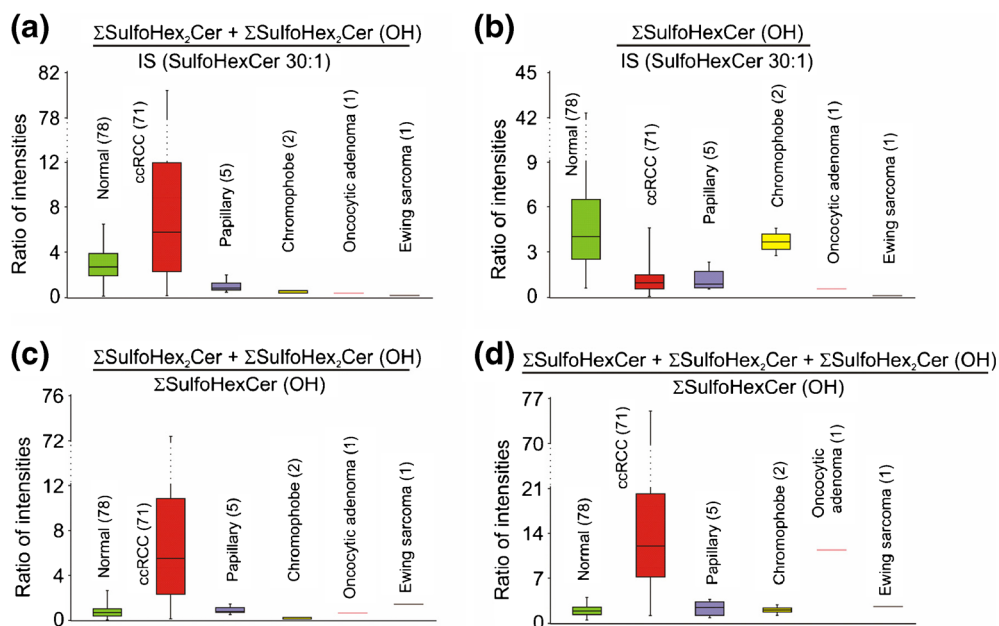 (a)
ΣSulfoHex₂Cer + ΣSulfoHex₂Cer (OH)
IS (SulfoHexCer 30:1)
82
78
12
8
4
0
Ratio of intensities
Normal (78)
ccRCC (71)
Papillary (5)
Chromophobe (2)
Oncocytic adenoma (1)
Ewing sarcoma (1)
(b)
ΣSulfoHexCer (OH)
IS (SulfoHexCer 30:1)
45
42
9
6
3
0
Ratio of intensities
Normal (78)
ccRCC (71)
Papillary (5)
Chromophobe (2)
Oncocytic adenoma (1)
Ewing sarcoma (1)
(c)
ΣSulfoHex₂Cer + ΣSulfoHex₂Cer (OH)
ΣSulfoHexCer (OH)
76
72
12
8
4
0
Ratio of intensities
Normal (78)
ccRCC (71)
Papillary (5)
Chromophobe (2)
Oncocytic adenoma (1)
Ewing sarcoma (1)
(d)
ΣSulfoHexCer + ΣSulfoHex₂Cer + ΣSulfoHex₂Cer (OH)
ΣSulfoHexCer (OH)
77
70
21
14
7
0
Ratio of intensities
Normal (78)
ccRCC (71)
Papillary (5)
Chromophobe (2)
Oncocytic
adenoma (1)
Ewing sarcoma (1)